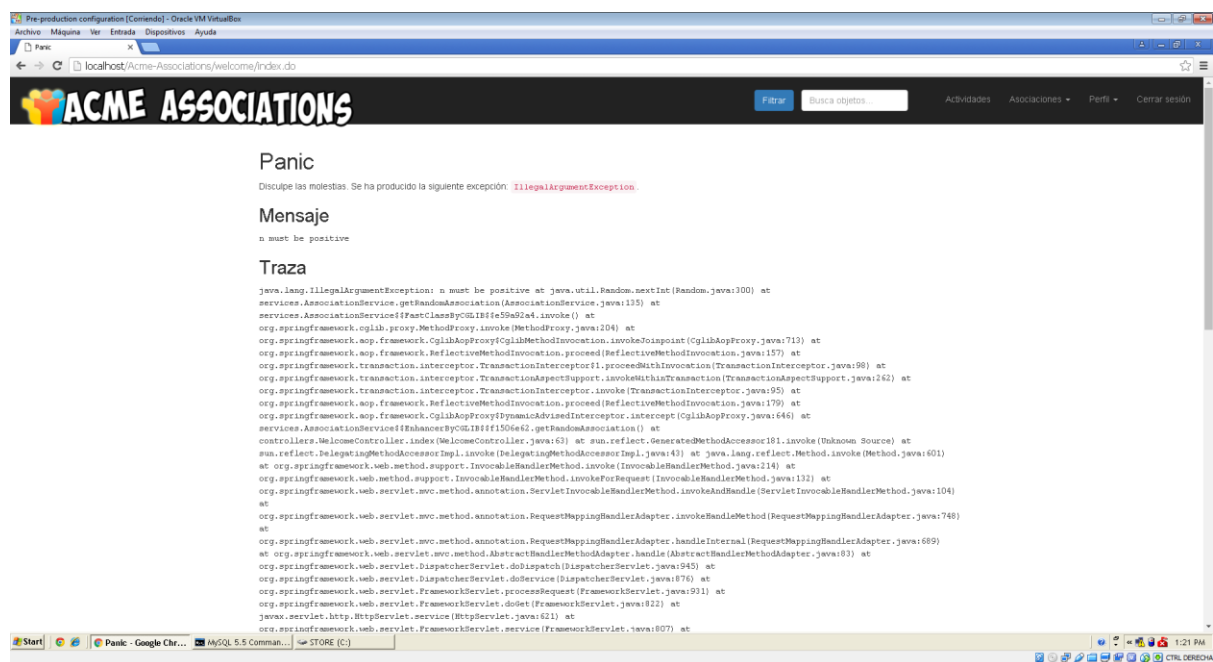 Pre-production configuration [Corriendo] - Oracle VM VirtualBox
Archivo Máquina Ver Entrada Dispositivos Ayuda
Panic
localhost/Acme-Associations/welcome/index.do
ACME ASSOCIATIONS
Filtrar Busca objetos... Actividades Asociaciones Perfil Cerrar sesión
Panic
Disculpe las molestias. Se ha producido la siguiente excepción: IllegalArgumentException.
Mensaje
n must be positive
Traza
java.lang.IllegalArgumentException: n must be positive at java.util.Random.nextInt(Random.java:300) at
services.AssociationService.getRandomAssociation(AssociationService.java:135) at
services.AssociationService$$FastClassByCGLIB$$e59a92a4.invoke() at
org.springframework.cglib.proxy.MethodProxy.invoke(MethodProxy.java:204) at
org.springframework.aop.framework.CglibAopProxy$CglibMethodInvocation.invokeJoinpoint(CglibAopProxy.java:713) at
org.springframework.aop.framework.ReflectiveMethodInvocation.proceed(ReflectiveMethodInvocation.java:157) at
org.springframework.transaction.interceptor.TransactionInterceptor$1.proceedWithInvocation(TransactionInterceptor.java:98) at
org.springframework.transaction.interceptor.TransactionAspectSupport.invokeWithinTransaction(TransactionAspectSupport.java:262) at
org.springframework.transaction.interceptor.TransactionInterceptor.invoke(TransactionInterceptor.java:95) at
org.springframework.aop.framework.ReflectiveMethodInvocation.proceed(ReflectiveMethodInvocation.java:179) at
org.springframework.aop.framework.CglibAopProxy$DynamicAdvisedInterceptor.intercept(CglibAopProxy.java:646) at
services.AssociationService$$EnhancerByCGLIB$$f1506e62.getRandomAssociation() at
controllers.WelcomeController.index(WelcomeController.java:63) at sun.reflect.GeneratedMethodAccessor181.invoke(Unknown Source) at
sun.reflect.DelegatingMethodAccessorImpl.invoke(DelegatingMethodAccessorImpl.java:43) at java.lang.reflect.Method.invoke(Method.java:601)
at org.springframework.web.method.support.InvocableHandlerMethod.invoke(InvocableHandlerMethod.java:214) at
org.springframework.web.method.support.InvocableHandlerMethod.invokeForRequest(InvocableHandlerMethod.java:132) at
org.springframework.web.servlet.mvc.method.annotation.ServletInvocableHandlerMethod.invokeAndHandle(ServletInvocableHandlerMethod.java:104)
at
org.springframework.web.servlet.mvc.method.annotation.RequestMappingHandlerAdapter.invokeHandleMethod(RequestMappingHandlerAdapter.java:748)
at
org.springframework.web.servlet.mvc.method.annotation.RequestMappingHandlerAdapter.handleInternal(RequestMappingHandlerAdapter.java:689)
at org.springframework.web.servlet.mvc.method.AbstractHandlerMethodAdapter.handle(AbstractHandlerMethodAdapter.java:83) at
org.springframework.web.servlet.DispatcherServlet.doDispatch(DispatcherServlet.java:945) at
org.springframework.web.servlet.DispatcherServlet.doService(DispatcherServlet.java:876) at
org.springframework.web.servlet.FrameworkServlet.processRequest(FrameworkServlet.java:931) at
org.springframework.web.servlet.FrameworkServlet.doGet(FrameworkServlet.java:822) at
javax.servlet.http.HttpServlet.service(HttpServlet.java:621) at
org.springframework.web.servlet.FrameworkServlet.service(FrameworkServlet.java:807) at
Start Panic - Google Chr... MySQL 5.5 Comman... STORE (C:) 1:21 PM
CTRL DERECHA